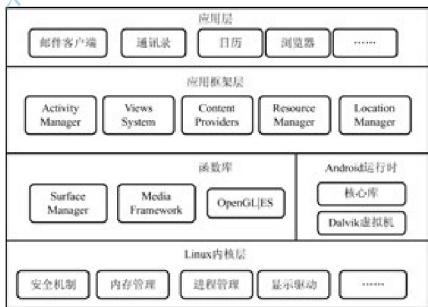 应用层
邮件客户端 通讯录 日历 浏览器 ……
应用框架层
Activity Manager Views System Content Providers Resource Manager Location Manager
函数库 Android运行时
Surface Manager Media Framework OpenGL|ES 核心库
Dalvik虚拟机
Linux内核层
安全机制 内存管理 进程管理 显示驱动 ……